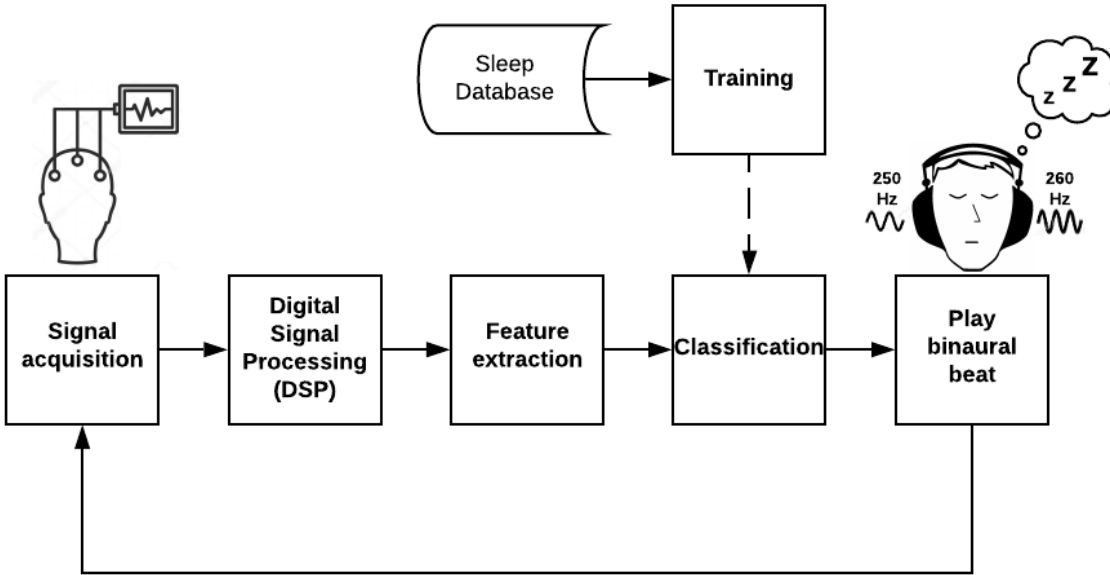 Sleep
Database
Training
z
z
z
250
Hz
260
Hz
Signal
acquisition
Digital
Signal
Processing
(DSP)
Feature
extraction
Classification
Play
binaural
beat